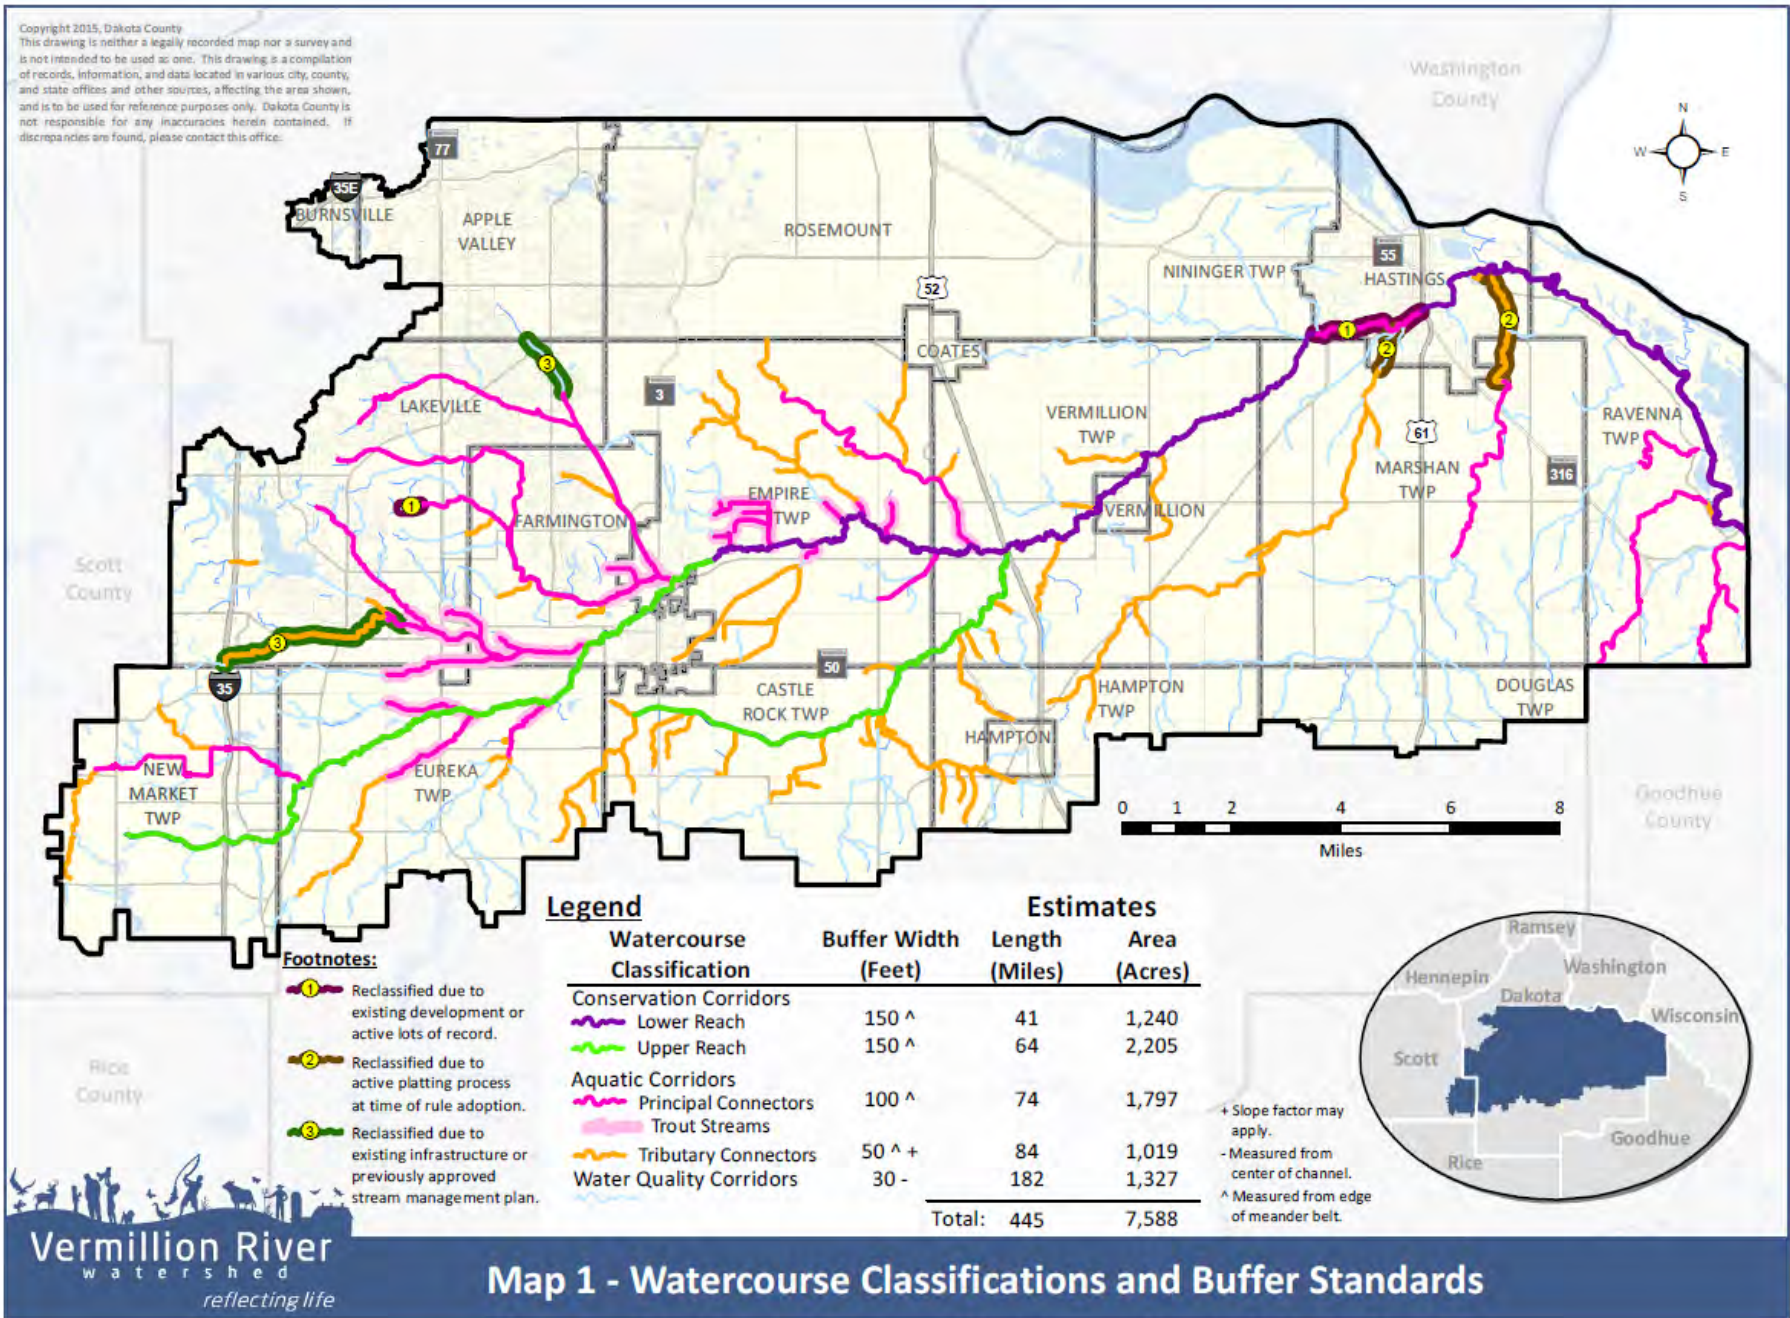 Copyright 2015, Dakota County
This drawing is neither a legally recorded map nor a survey and
is not intended to be used as one. This drawing is a compilation
of records, information, and data located in various city, county,
and state offices and other sources, affecting the area shown,
and is to be used for reference purposes only. Dakota County is
not responsible for any inaccuracies herein contained. If
discrepancies are found, please contact this office.
Washington
County
N
W E
S
77
35E
BURNSVILLE
APPLE
VALLEY
ROSEMOUNT
52
NININGER TWP
55
HASTINGS
COATES
1
2
2
3
LAKEVILLE
3
VERMILLION
TWP
61
RAVENNA
TWP
MARSHAN
TWP
316
1
FARMINGTON
EMPIRE
TWP
VERMILLION
Scott
County
3
35
50
CASTLE
ROCK TWP
HAMPTON
TWP
DOUGLAS
TWP
HAMPTON
NEW
MARKET
TWP
EUREKA
TWP
Goodhue
County
0 1 2 4 6 8
Miles
Rice
County
Footnotes:
1 Reclassified due to
existing development or
active lots of record.
2 Reclassified due to
active platting process
at time of rule adoption.
3 Reclassified due to
existing infrastructure or
previously approved
stream management plan.
Legend
Estimates
Watercourse Buffer Width Length Area
Classification (Feet) (Miles) (Acres)
Conservation Corridors
Lower Reach 150 ^ 41 1,240
Upper Reach 150 ^ 64 2,205
Aquatic Corridors
Principal Connectors 100 ^ 74 1,797
Trout Streams
Tributary Connectors 50 ^ + 84 1,019
Water Quality Corridors 30 - 182 1,327
Total: 445 7,588
+ Slope factor may
apply.
- Measured from
center of channel.
^ Measured from edge
of meander belt.
Ramsey
Hennepin
Washington
Dakota
Wisconsin
Scott
Goodhue
Rice
Vermillion River
watershed
reflecting life
Map 1 - Watercourse Classifications and Buffer Standards